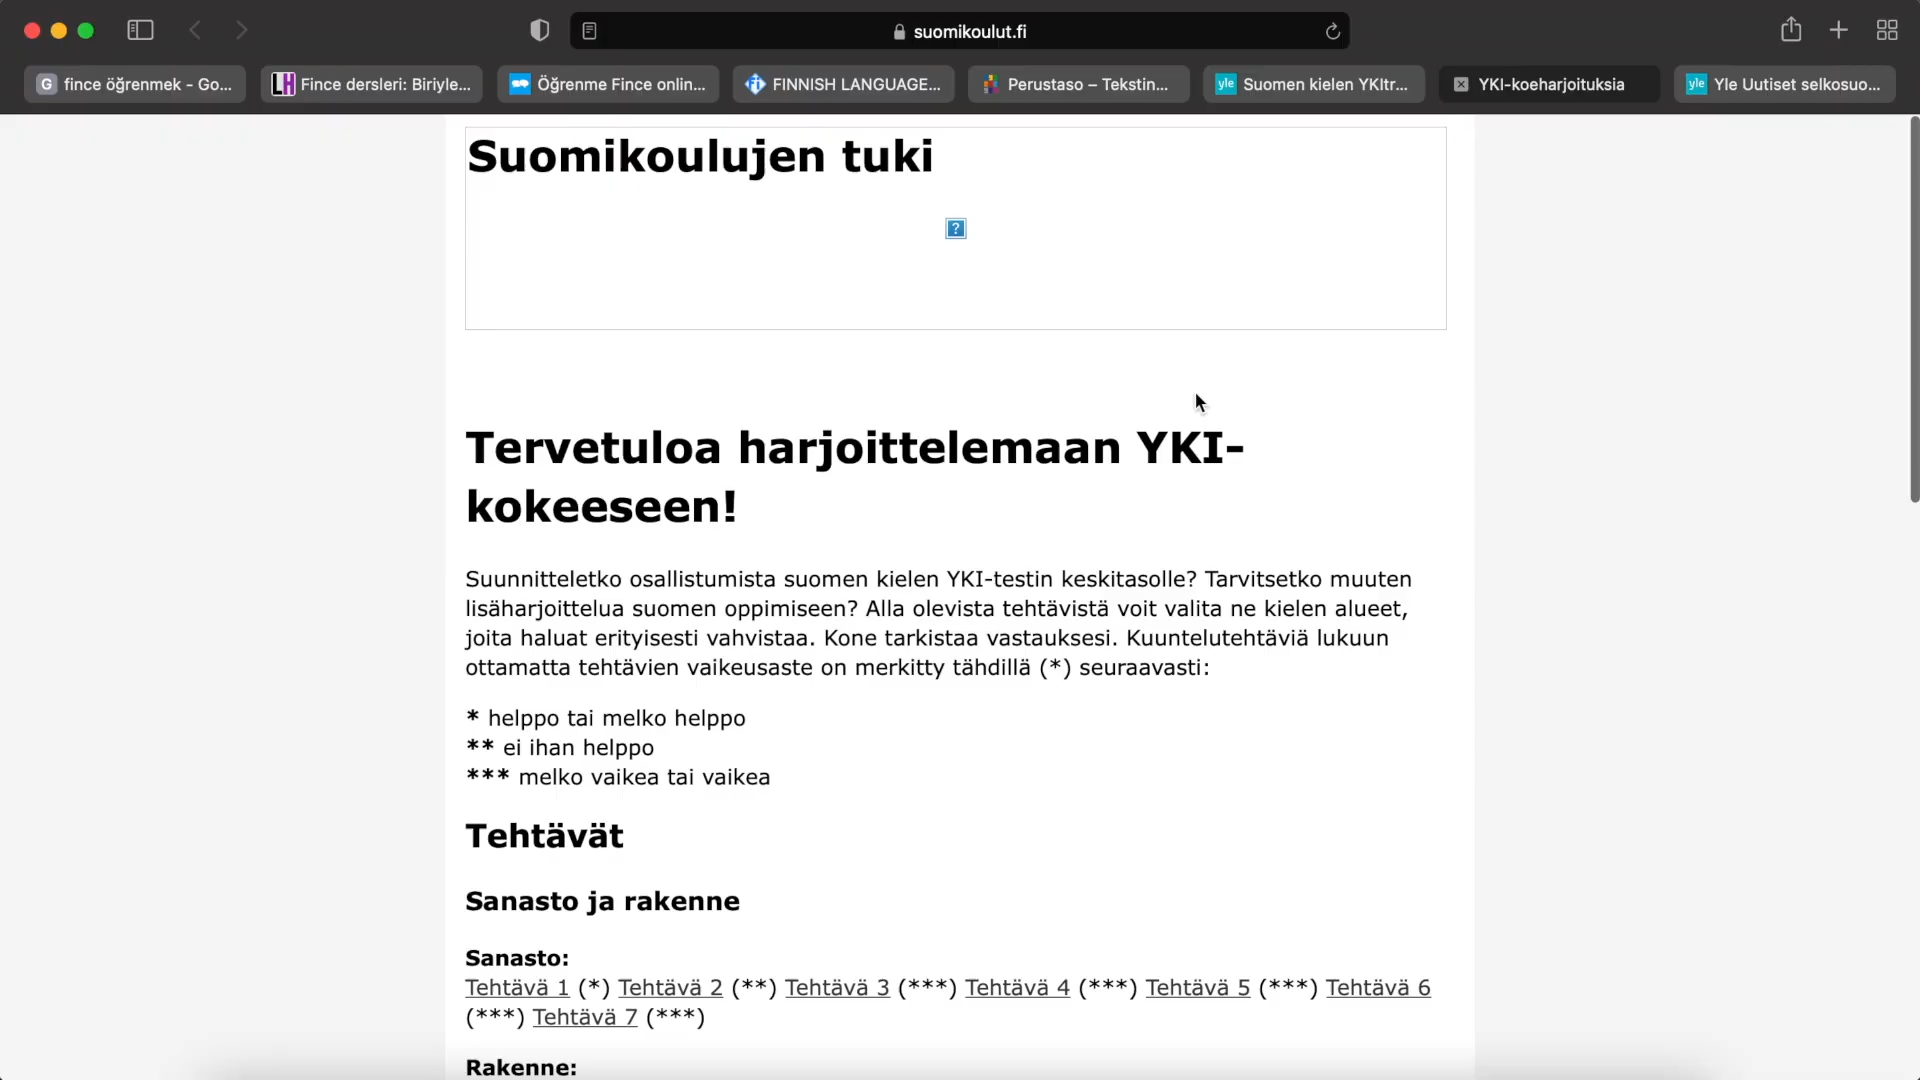 suomikoulut.fi
G fince öğrenmek - Go...
LH Fince dersleri: Biriyle...
Öğrenme Fince onlin...
FINNISH LANGUAGE...
Perustaso – Tekstin...
yle Suomen kielen YKItr...
YKI-koeharjoituksia
yle Yle Uutiset selkosuo...
Suomikoulujen tuki
?
Tervetuloa harjoittelemaan YKI-
kokeeseen!
Suunnitteletko osallistumista suomen kielen YKI-testin keskitasolle? Tarvitsetko muuten
lisäharjoittelua suomen oppimiseen? Alla olevista tehtävistä voit valita ne kielen alueet,
joita haluat erityisesti vahvistaa. Kone tarkistaa vastauksesi. Kuuntelutehtäviä lukuun
ottamatta tehtävien vaikeusaste on merkitty tähdillä (*) seuraavasti:
* helppo tai melko helppo
** ei ihan helppo
*** melko vaikea tai vaikea
Tehtävät
Sanasto ja rakenne
Sanasto:
Tehtävä 1 (*) Tehtävä 2 (**) Tehtävä 3 (***) Tehtävä 4 (***) Tehtävä 5 (***) Tehtävä 6
(***) Tehtävä 7 (***)
Rakenne: